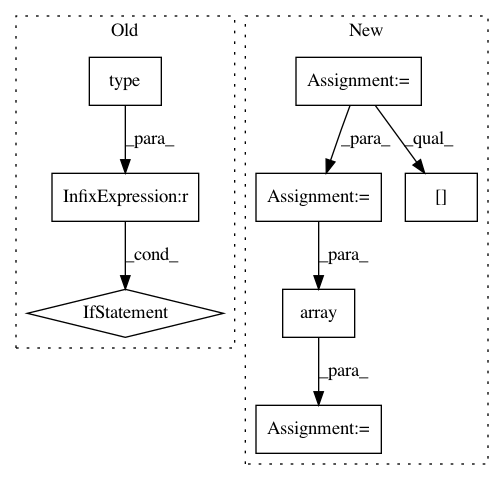 Old
New
type
Assignment:=
_para_
_para_
_qual_
InfixExpression:r
Assignment:=
[]
_cond_
_para_
IfStatement
array
_para_
Assignment:=